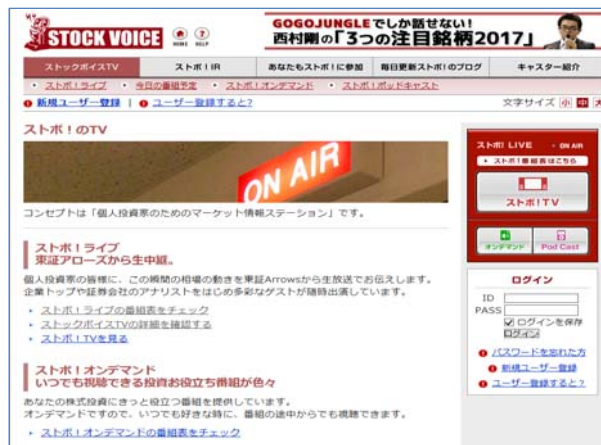 STOCK VOICE
HOME HELP
GOGOJUNGLEでしか話せない!
西村剛の「3つの注目銘柄2017」
ストックボイスTV ストボ!IR あなたもストボ!に参加 毎日更新ストボ!のブログ キャスター紹介
ストボ!ライブ 今日の番組予定 ストボ!オンデマンド ストボ!ポッドキャスト
新規ユーザー登録 | ユーザー登録すると? 文字サイズ 小 中 大
ストボ!のTV
ON AIR
コンセプトは「個人投資家のためのマーケット情報ステーション」です。
ストボ!ライブ
東証アローズから生中継。
個人投資家の皆様に、この瞬間の相場の動きを東証Arrowsから生放送でお伝えします。
企業トップや証券会社のアナリストをはじめ多彩なゲストが随時出演しています。
ストボ!ライブの番組表をチェック
ストックボイスTVの詳細を確認する
ストボ!TVを見る
ストボ!オンデマンド
いつでも視聴できる投資お役立ち番組が色々
あなたの株式投資にきっと役立つ番組を提供しています。
オンデマンドですので、いつでも好きな時に、番組の途中からでも視聴できます。
ストボ!オンデマンドの番組表をチェック
ストボ! LIVE ON AIR
ストボ!番組表はこちら
ストボ!TV
オンデマンド Pod Cast
ログイン
ID
PASS
ログインを保存
ログイン
パスワードを忘れた方
新規ユーザー登録
ユーザー登録すると?